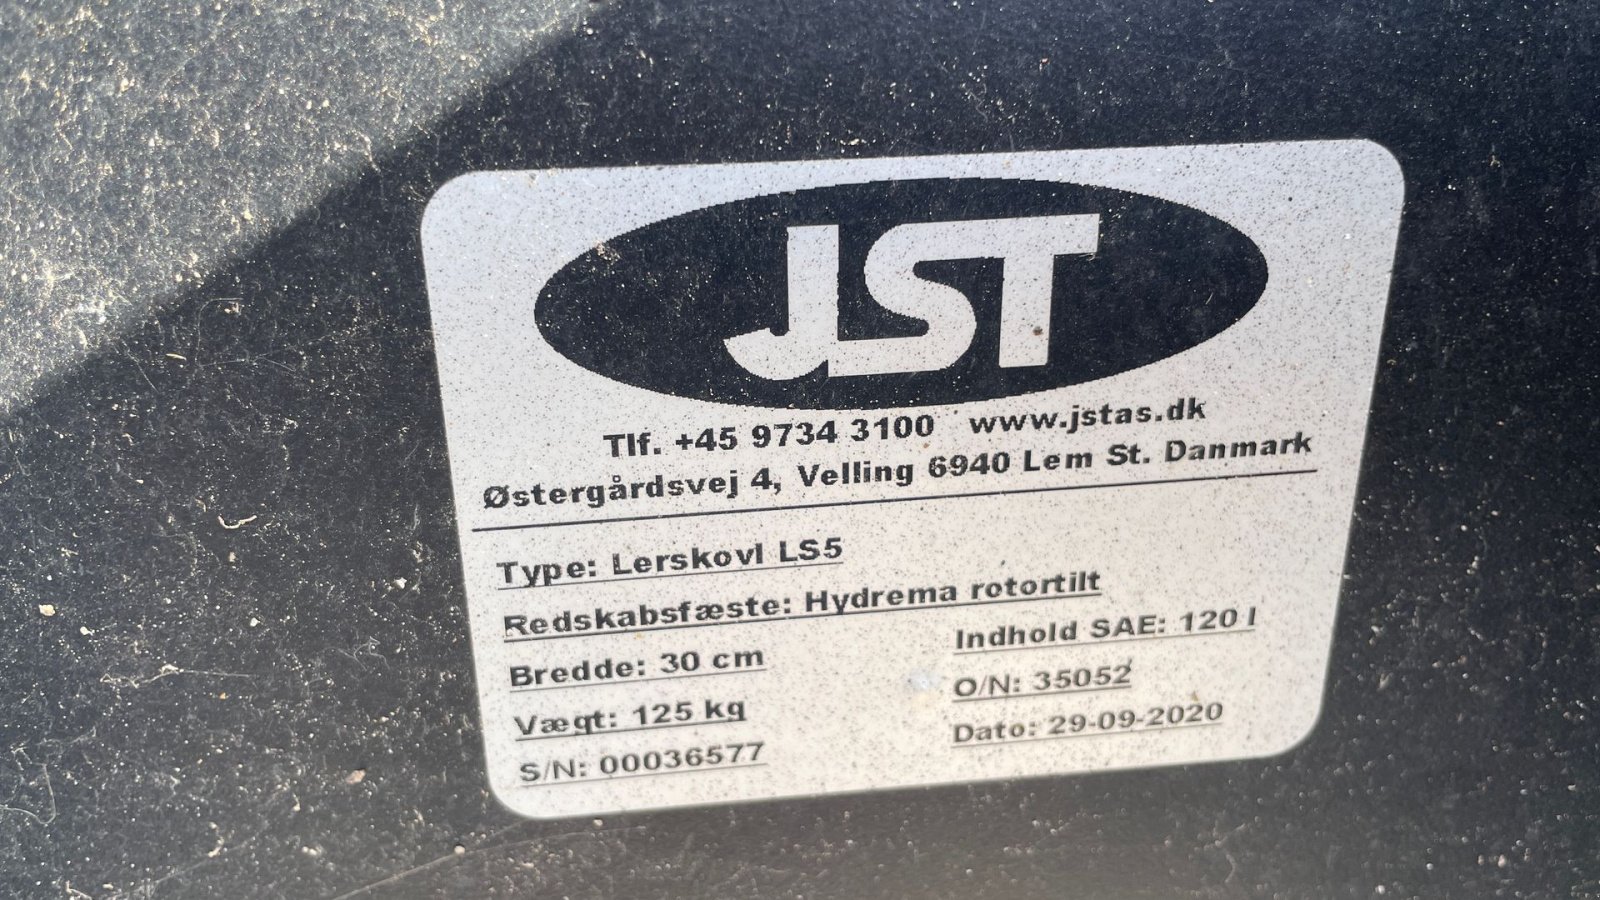 JST
Tlf. +45 9734 3100 www.jstas.dk
Østergårdsvej 4, Velling 6940 Lem St. Danmark
Type: Lerskovl LS5
Redskabsfæste: Hydrema rotortilt
Bredde: 30 cm
Indhold SAE: 120 l
Vægt: 125 kg
O/N: 35052
S/N: 00036577
Dato: 29-09-2020